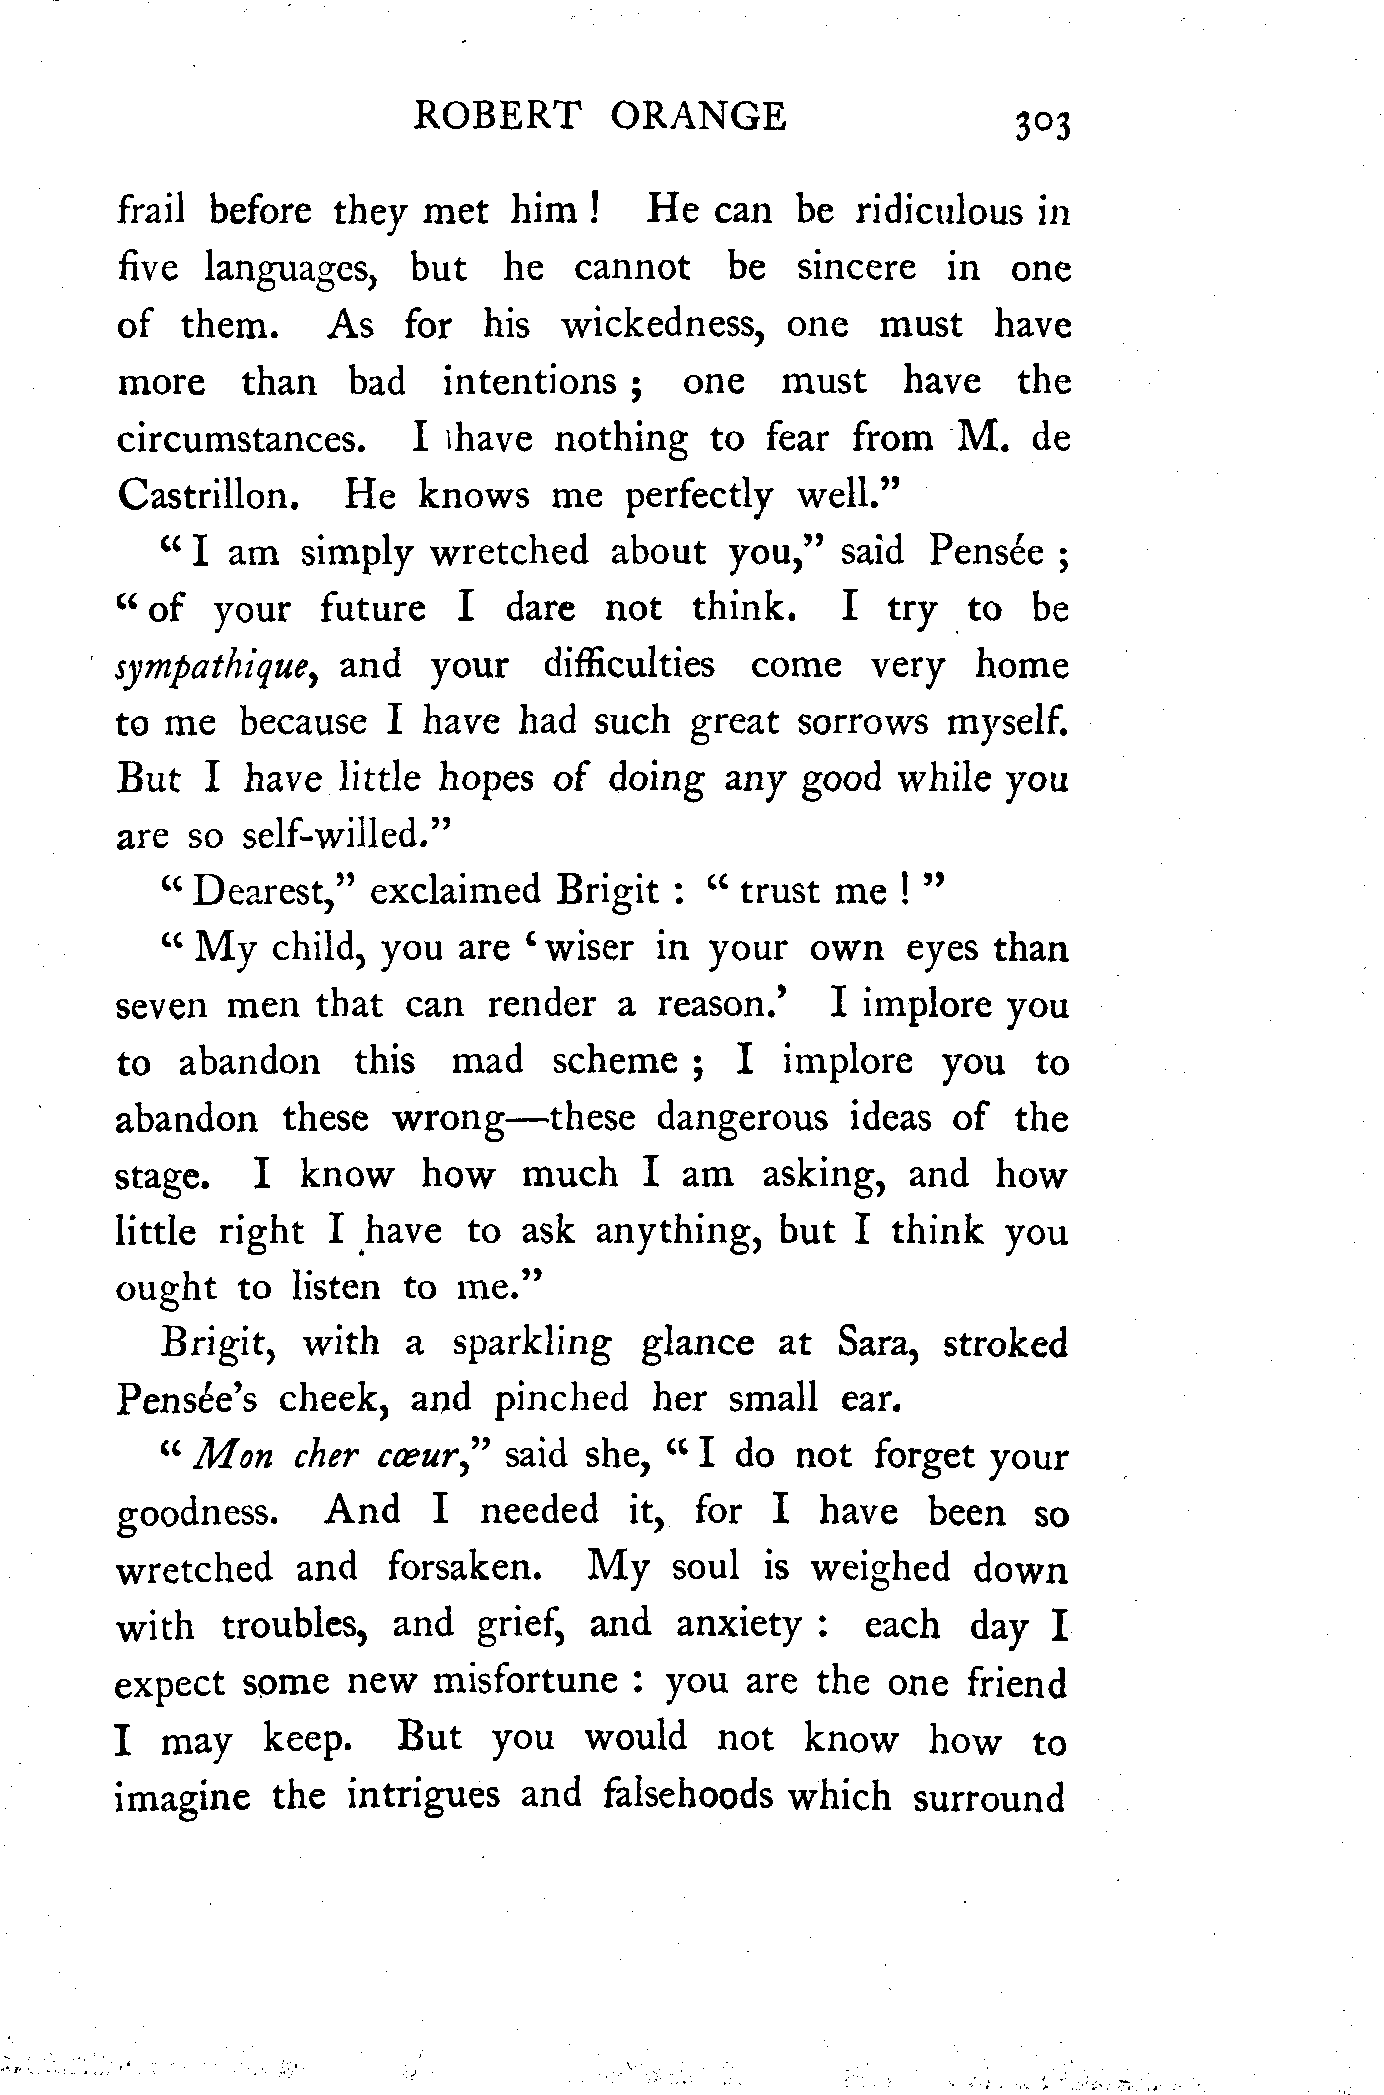 ROBERT ORANGE 303
frail before they met him ! He can be ridiculous in
five languages, but he cannot be sincere in one
of them. As for his wickedness, one must have
more than bad intentions ; one must have the
circumstances. I have nothing to fear from M. de
Castrillon. He knows me perfectly well.”
“ I am simply wretched about you,” said Pensée ;
“ of your future I dare not think. I try to be
sympathique, and your difficulties come very home
to me because I have had such great sorrows myself.
But I have little hopes of doing any good while you
are so self-willed.”
“ Dearest,” exclaimed Brigit : “ trust me ! ”
“ My child, you are ‘ wiser in your own eyes than
seven men that can render a reason.’ I implore you
to abandon this mad scheme ; I implore you to
abandon these wrong—these dangerous ideas of the
stage. I know how much I am asking, and how
little right I have to ask anything, but I think you
ought to listen to me.”
Brigit, with a sparkling glance at Sara, stroked
Pensée’s cheek, and pinched her small ear.
“ Mon cher cœur,” said she, “ I do not forget your
goodness. And I needed it, for I have been so
wretched and forsaken. My soul is weighed down
with troubles, and grief, and anxiety : each day I
expect some new misfortune : you are the one friend
I may keep. But you would not know how to
imagine the intrigues and falsehoods which surround